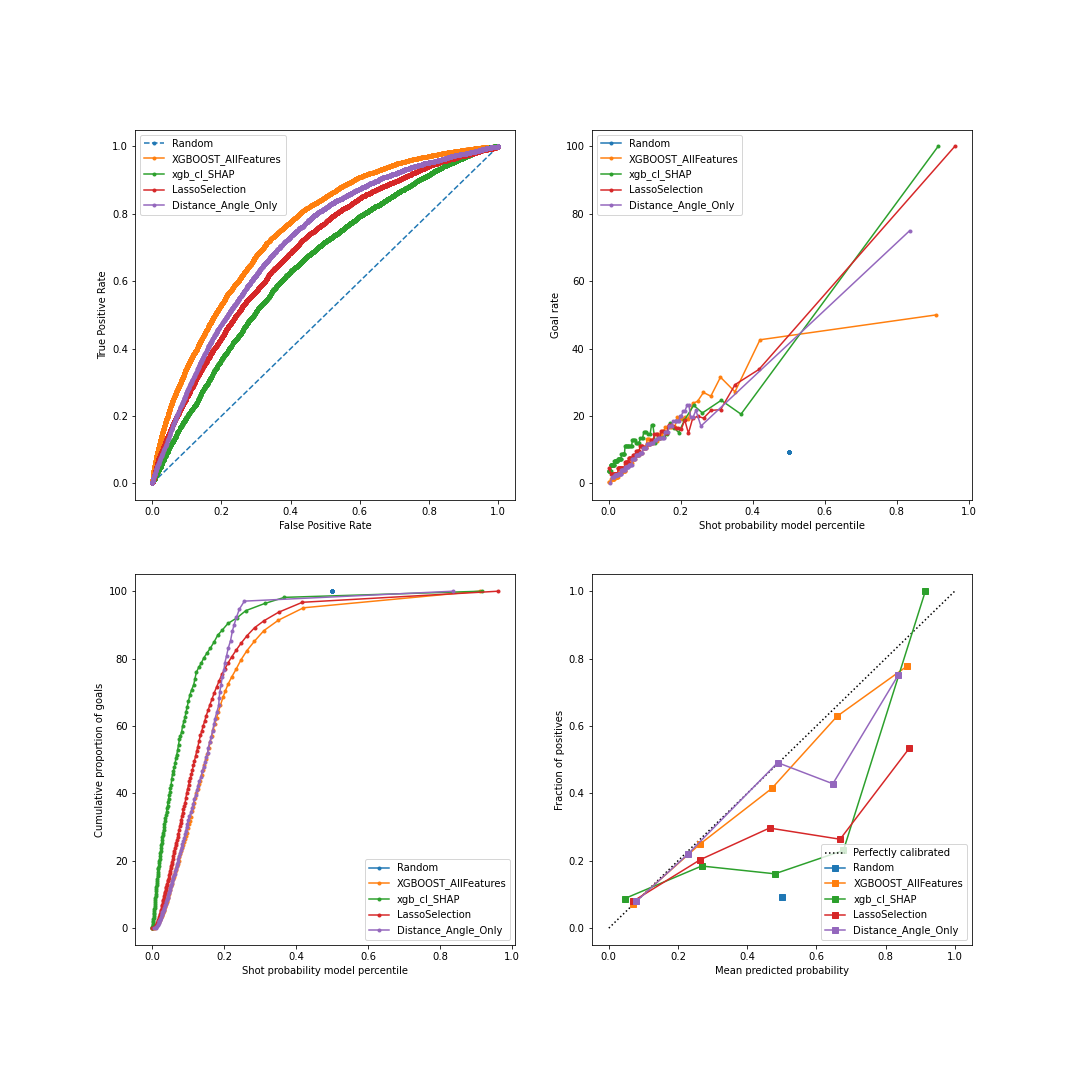 Random
XGBOOST_AllFeatures
xgb_cl_SHAP
LassoSelection
Distance_Angle_Only
1.0
0.8
0.6
0.4
0.2
0.0
True Positive Rate
0.0 0.2 0.4 0.6 0.8 1.0
False Positive Rate
Random
XGBOOST_AllFeatures
xgb_cl_SHAP
LassoSelection
Distance_Angle_Only
100
80
60
40
20
0
Goal rate
0.0 0.2 0.4 0.6 0.8 1.0
Shot probability model percentile
100
80
60
40
20
0
Cumulative proportion of goals
Random
XGBOOST_AllFeatures
xgb_cl_SHAP
LassoSelection
Distance_Angle_Only
0.0 0.2 0.4 0.6 0.8 1.0
Shot probability model percentile
1.0
0.8
0.6
0.4
0.2
0.0
Fraction of positives
Perfectly calibrated
Random
XGBOOST_AllFeatures
xgb_cl_SHAP
LassoSelection
Distance_Angle_Only
0.0 0.2 0.4 0.6 0.8 1.0
Mean predicted probability